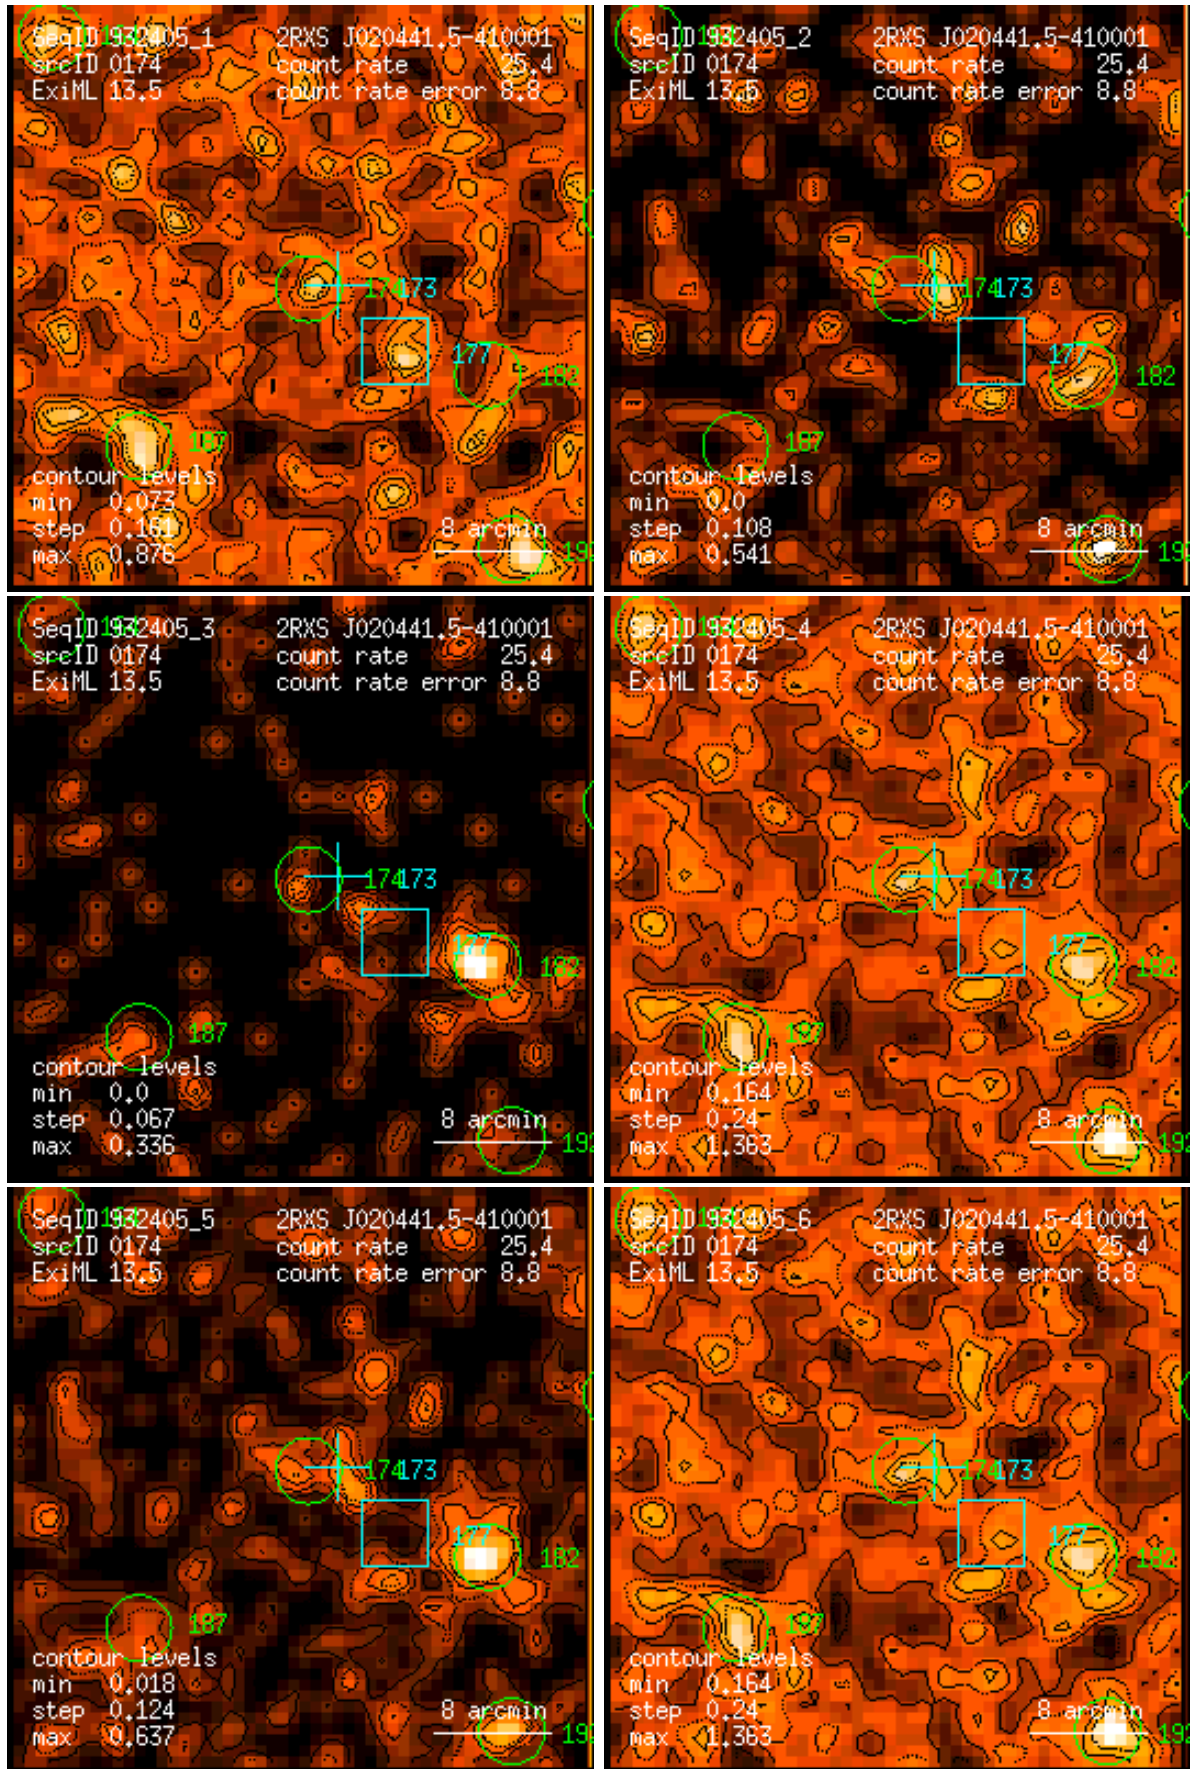 SeqID 932405_1 2RXS J020441.5-410001
srcID 0174 count rate 25.4
ExiML 13.5 count rate error 8.8
174 173
177
182
187
contour levels
min 0.073
step 0.161 8 arcmin
max 0.876
SeqID 932405_2 2RXS J020441.5-410001
srcID 0174 count rate 25.4
ExiML 13.5 count rate error 8.8
174 173
177
182
187
contour levels
min 0.0
step 0.108 8 arcmin
max 0.541
SeqID 932405_3 2RXS J020441.5-410001
srcID 0174 count rate 25.4
ExiML 13.5 count rate error 8.8
174 173
177
182
187
contour levels
min 0.0
step 0.067 8 arcmin
max 0.336
SeqID 932405_4 2RXS J020441.5-410001
srcID 0174 count rate 25.4
ExiML 13.5 count rate error 8.8
174 173
177
182
187
contour levels
min 0.164
step 0.24 8 arcmin
max 1.363
SeqID 932405_5 2RXS J020441.5-410001
srcID 0174 count rate 25.4
ExiML 13.5 count rate error 8.8
174 173
177
182
187
contour levels
min 0.018
step 0.124 8 arcmin
max 0.637
SeqID 932405_6 2RXS J020441.5-410001
srcID 0174 count rate 25.4
ExiML 13.5 count rate error 8.8
174 173
177
182
187
contour levels
min 0.164
step 0.24 8 arcmin
max 1.363